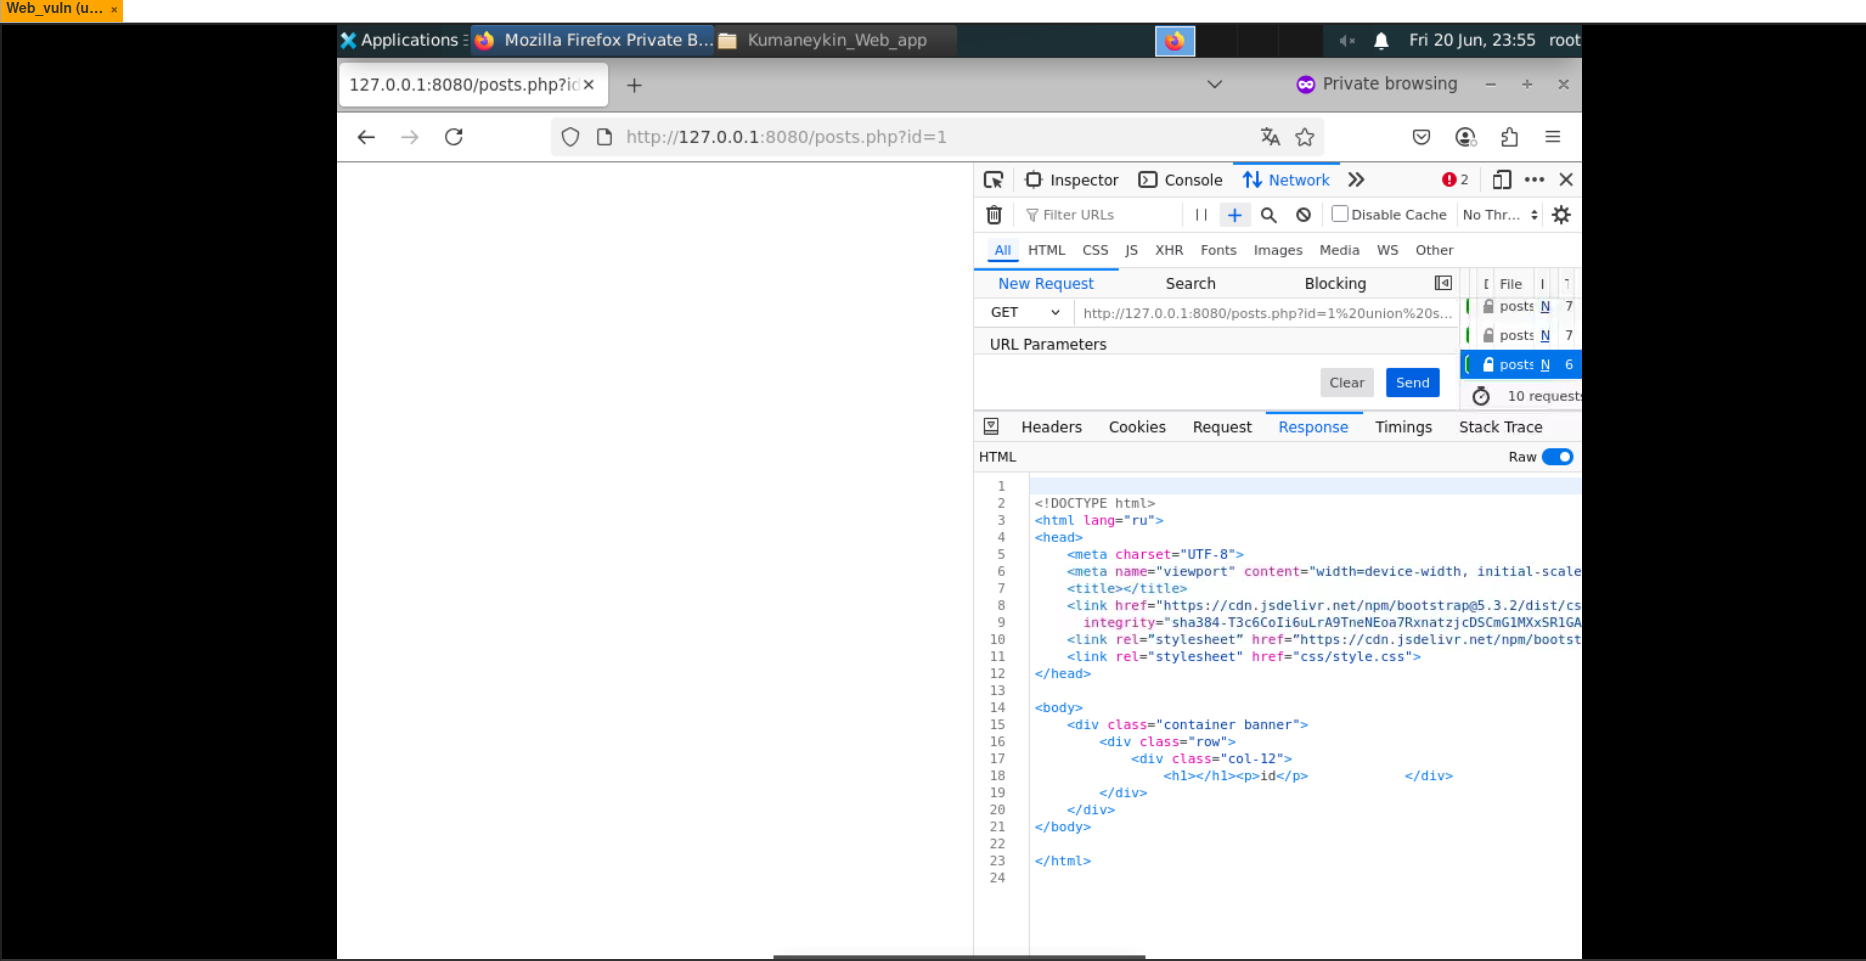 Web_vuln (u... ×
Applications
Mozilla Firefox Private B...
Kumaneykin_Web_app
Fri 20 Jun, 23:55 root
127.0.0.1:8080/posts.php?id
Private browsing
http://127.0.0.1:8080/posts.php?id=1
Inspector Console Network 2
Filter URLs Disable Cache No Thr...
All HTML CSS JS XHR Fonts Images Media WS Other
New Request Search Blocking File
GET http://127.0.0.1:8080/posts.php?id=1%20union%20s... posts N 7
URL Parameters posts N 7
Clear Send posts N 6
10 requests
Headers Cookies Request Response Timings Stack Trace
HTML Raw
1
2 <!DOCTYPE html>
3 <html lang="ru">
4 <head>
5 <meta charset="UTF-8">
6 <meta name="viewport" content="width=device-width, initial-scale
7 <title></title>
8 <link href="https://cdn.jsdelivr.net/npm/bootstrap@5.3.2/dist/cs
9 integrity="sha384-T3c6CoIi6uLrA9TneNEoa7RxnatzjcDSCmG1MXxSR1GA
10 <link rel=”stylesheet” href=”https://cdn.jsdelivr.net/npm/bootst
11 <link rel="stylesheet" href="css/style.css">
12 </head>
13
14 <body>
15 <div class="container banner">
16 <div class="row">
17 <div class="col-12">
18 <h1></h1><p>id</p> </div>
19 </div>
20 </div>
21 </body>
22
23 </html>
24